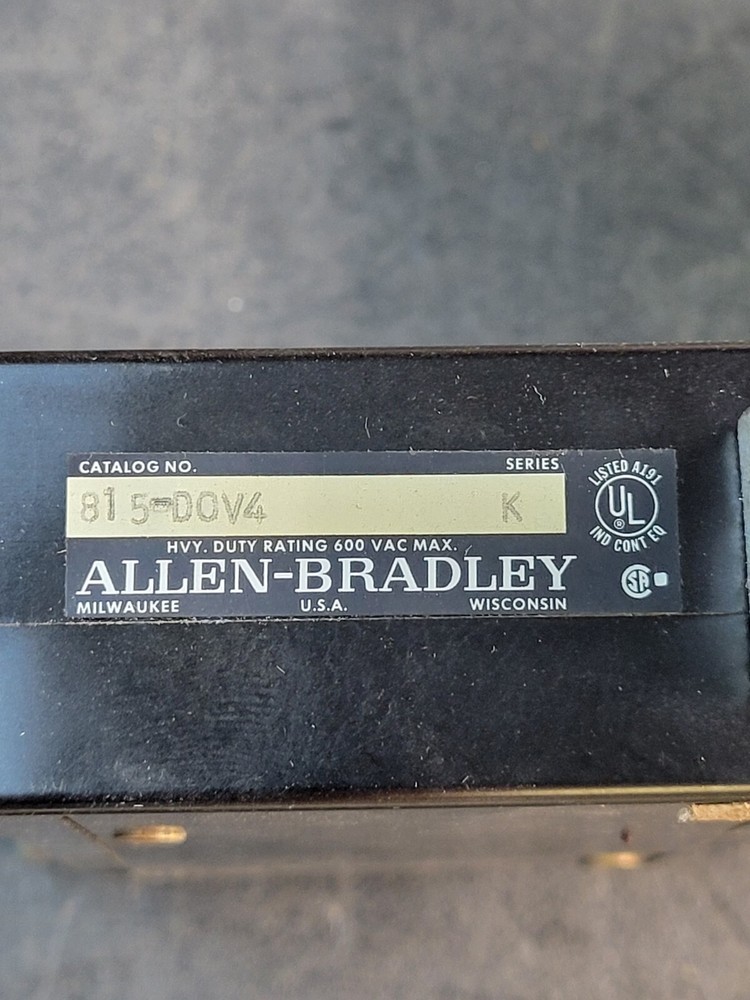 CATALOG NO. SERIES
815-DOV4 K
HVY. DUTY RATING 600 VAC MAX.
ALLEN-BRADLEY
MILWAUKEE U.S.A. WISCONSIN
LISTED A191
UL
®
IND CONT EQ
SA